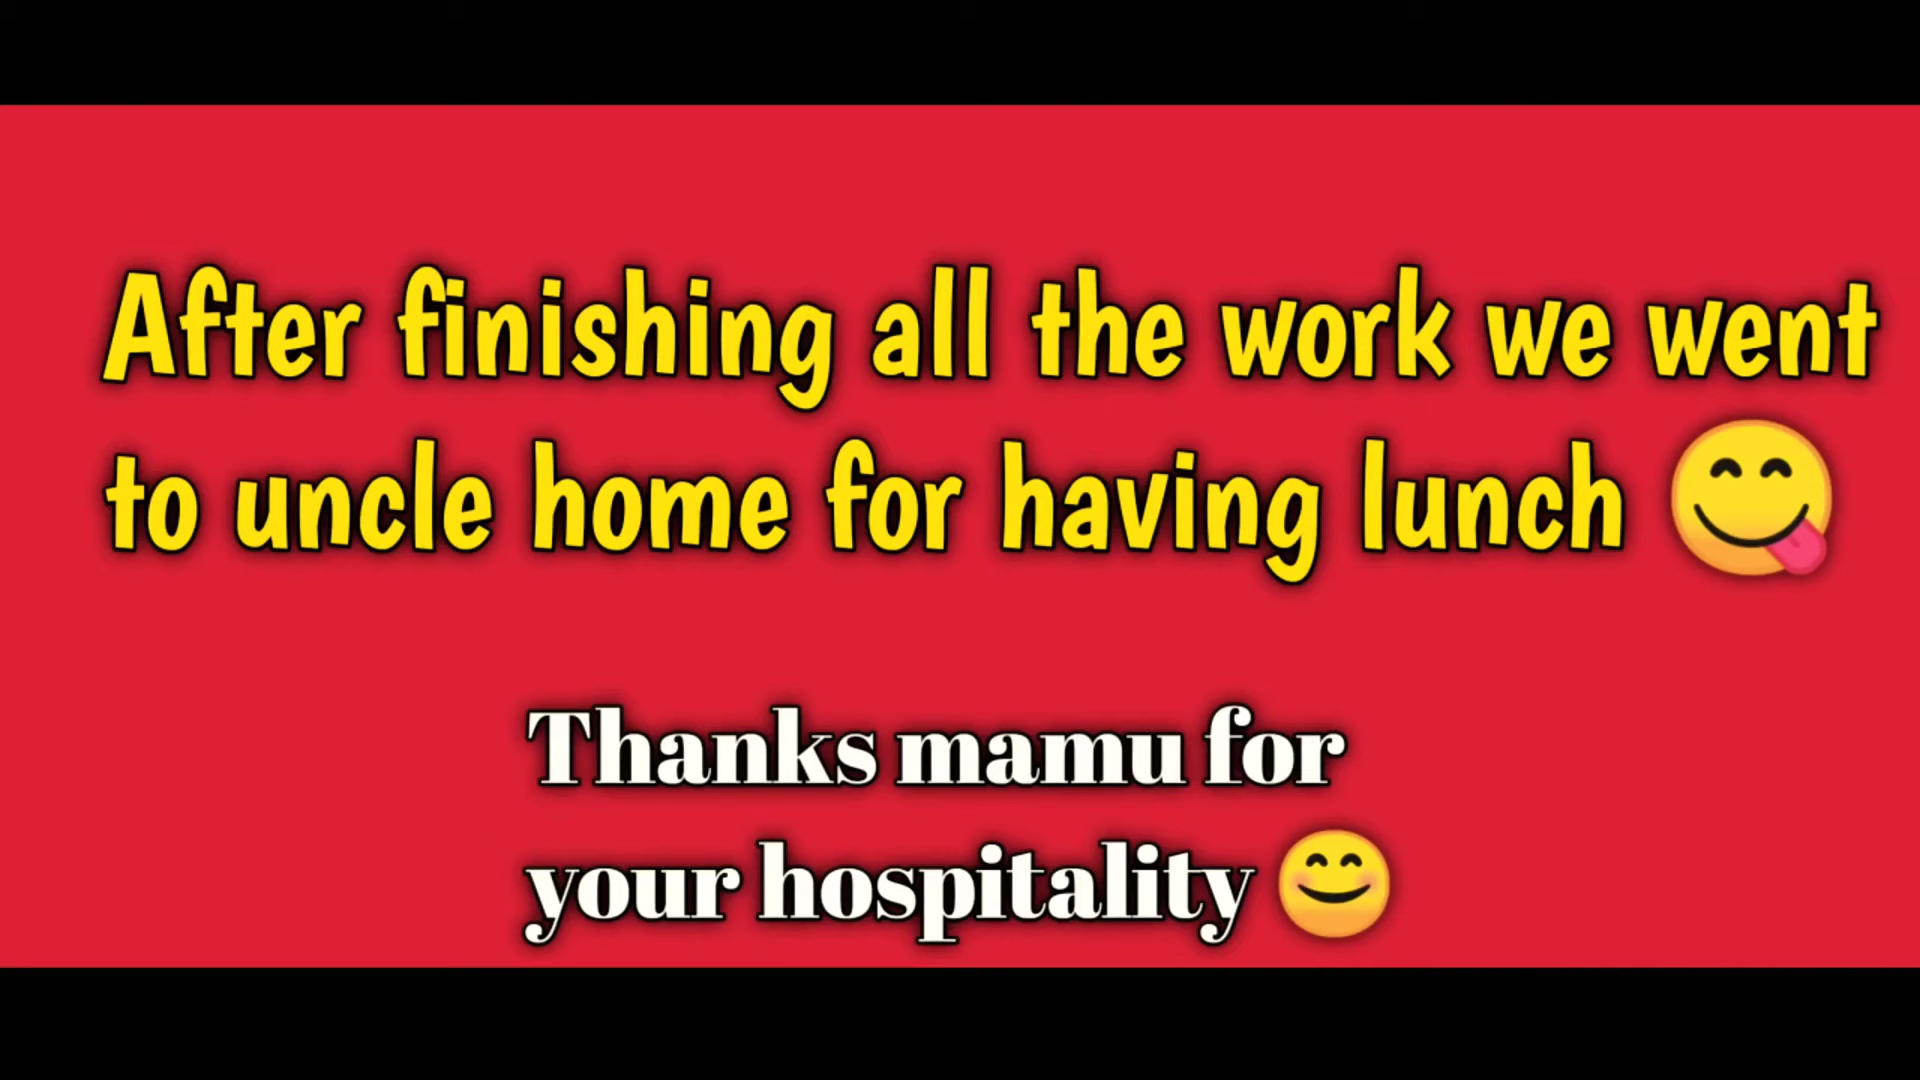 After finishing all the work we went
to uncle home for having lunch 😋
Thanks mamu for
your hospitality 😊